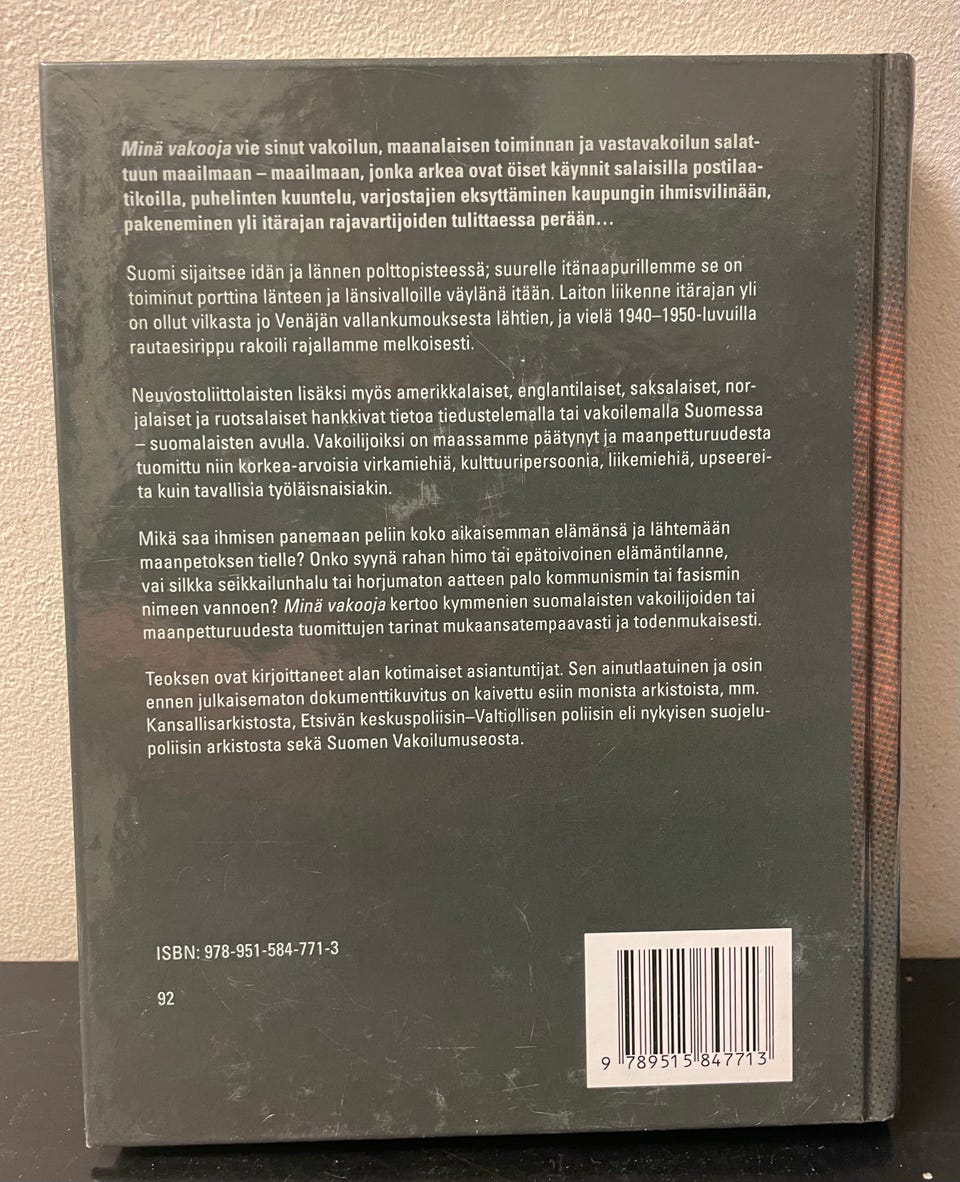 Minä vakooja vie sinut vakoilun, maanalaisen toiminnan ja vastavakoilun salat-
tuun maailmaan – maailmaan, jonka arkea ovat öiset käynnit salaisilla postilaa-
tikoilla, puhelinten kuuntelu, varjostajien eksyttäminen kaupungin ihmisvilinään,
pakeneminen yli itärajan rajavartijoiden tulittaessa perään...
Suomi sijaitsee idän ja lännen polttopisteessä; suurelle itänaapurillemme se on
toiminut porttina länteen ja länsivalloille väylänä itään. Laiton liikenne itärajan yli
on ollut vilkasta jo Venäjän vallankumouksesta lähtien, ja vielä 1940–1950-luvuilla
rautaesirippu rakoili rajallamme melkoisesti.
Neuvostoliittolaisten lisäksi myös amerikkalaiset, englantilaiset, saksalaiset, nor-
jalaiset ja ruotsalaiset hankkivat tietoa tiedustelemalla tai vakoilemalla Suomessa
– suomalaisten avulla. Vakoilijoiksi on maassamme päätynyt ja maanpetturuudesta
tuomittu niin korkea-arvoisia virkamiehiä, kulttuuripersoonia, liikemiehiä, upseerei-
ta kuin tavallisia työläisnaisiakin.
Mikä saa ihmisen panemaan peliin koko aikaisemman elämänsä ja lähtemään
maanpetoksen tielle? Onko syynä rahan himo tai epätoivoinen elämäntilanne,
vai silkka seikkailunhalu tai horjumaton aatteen palo kommunismin tai fasismin
nimeen vannoen? Minä vakooja kertoo kymmenien suomalaisten vakoilijoiden tai
maanpetturuudesta tuomittujen tarinat mukaansatempaavasti ja todenmukaisesti.
Teoksen ovat kirjoittaneet alan kotimaiset asiantuntijat. Sen ainutlaatuinen ja osin
ennen julkaisematon dokumenttikuvitus on kaivettu esiin monista arkistoista, mm.
Kansallisarkistosta, Etsivän keskuspoliisin–Valtiollisen poliisin eli nykyisen suojelu-
poliisin arkistosta sekä Suomen Vakoilumuseosta.
ISBN: 978-951-584-771-3
92
9 789515 847713